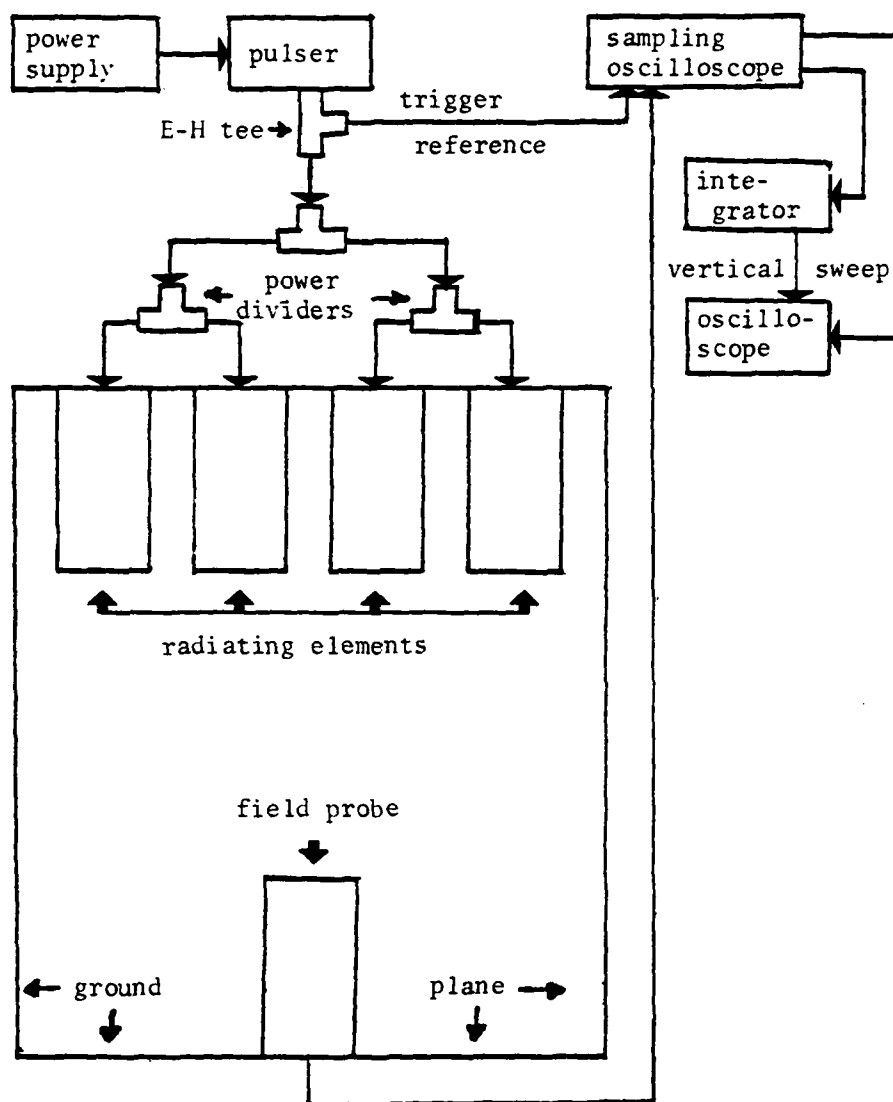 power
supply
pulser
sampling
oscilloscope
trigger
E-H tee
reference
inte-
grator
vertical sweep
power
dividers
oscillo-
scope
radiating elements
field probe
ground plane